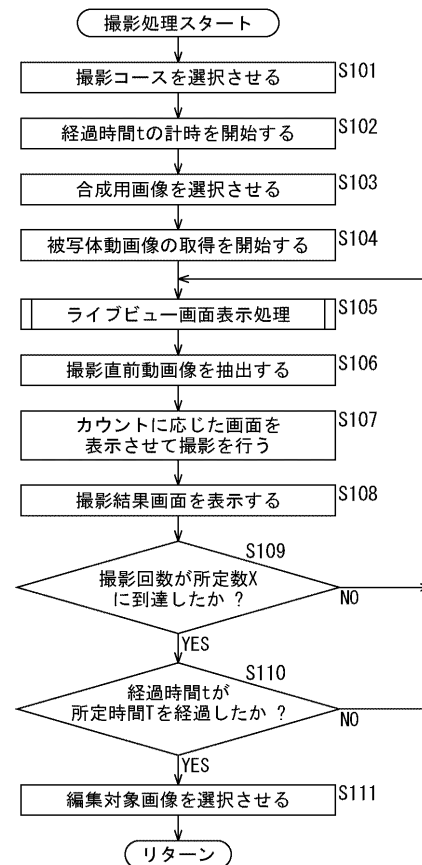 撮影処理スタート
撮影コースを選択させる
S101
経過時間tの計時を開始する
S102
合成用画像を選択させる
S103
被写体動画像の取得を開始する
S104
ライブビュー画面表示処理
S105
撮影直前動画像を抽出する
S106
カウントに応じた画面を
表示させて撮影を行う
S107
撮影結果画面を表示する
S108
S109
撮影回数が所定数X
に到達したか ?
NO
YES
S110
経過時間tが
所定時間Tを経過したか ?
NO
YES
編集対象画像を選択させる
S111
リターン